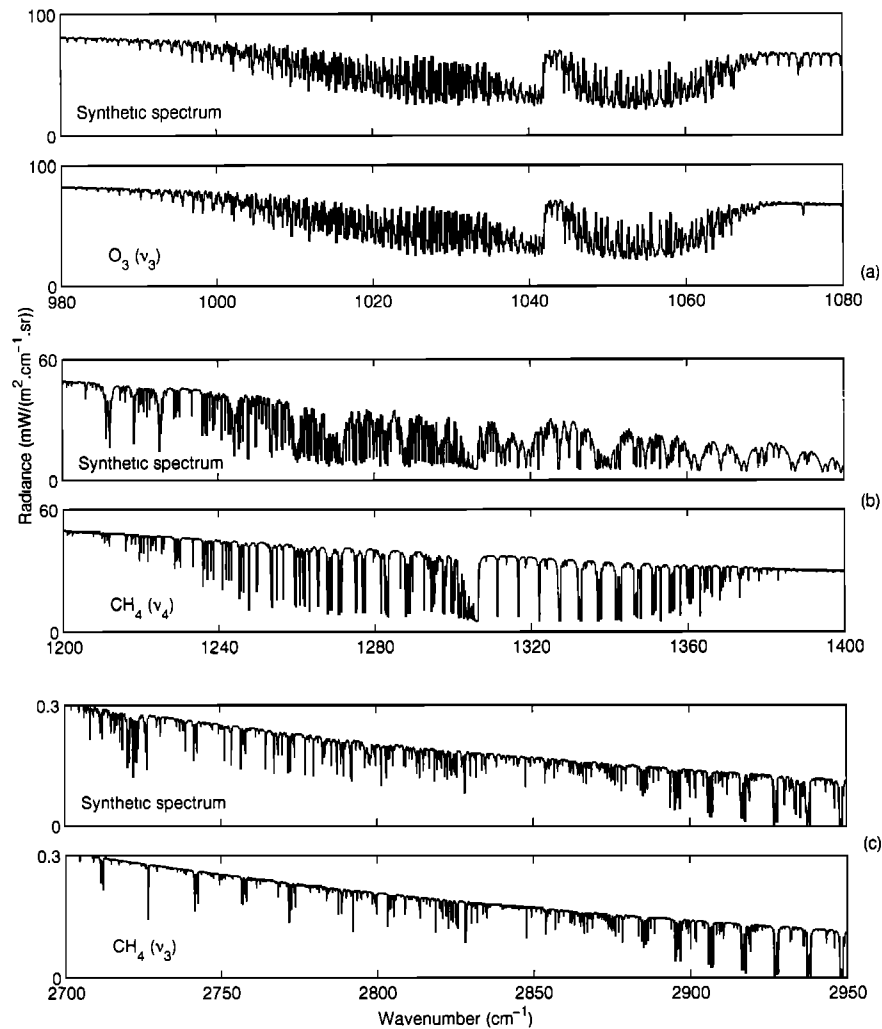 100
Synthetic spectrum
0
100
O₃ (ν₃)
0
980 1000 1020 1040 1060 1080
(a)
Radiance (mW/(m².cm⁻¹.sr))
60
Synthetic spectrum
0
(b)
60
CH₄ (ν₄)
0
1200 1240 1280 1320 1360 1400
0.3
Synthetic spectrum
0
(c)
0.3
CH₄ (ν₃)
0
2700 2750 2800 2850 2900 2950
Wavenumber (cm⁻¹)